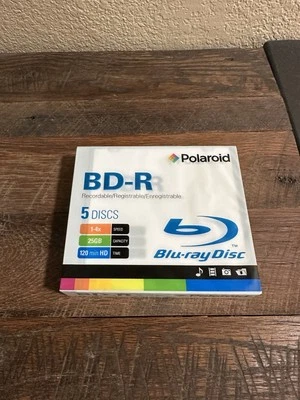 Polaroid
BD-R
Recordable/Registrable/Enregistrable
5 DISCS
1-4x SPEED
25GB CAPACITY
120 min HD TIME
Blu-ray Disc
TM